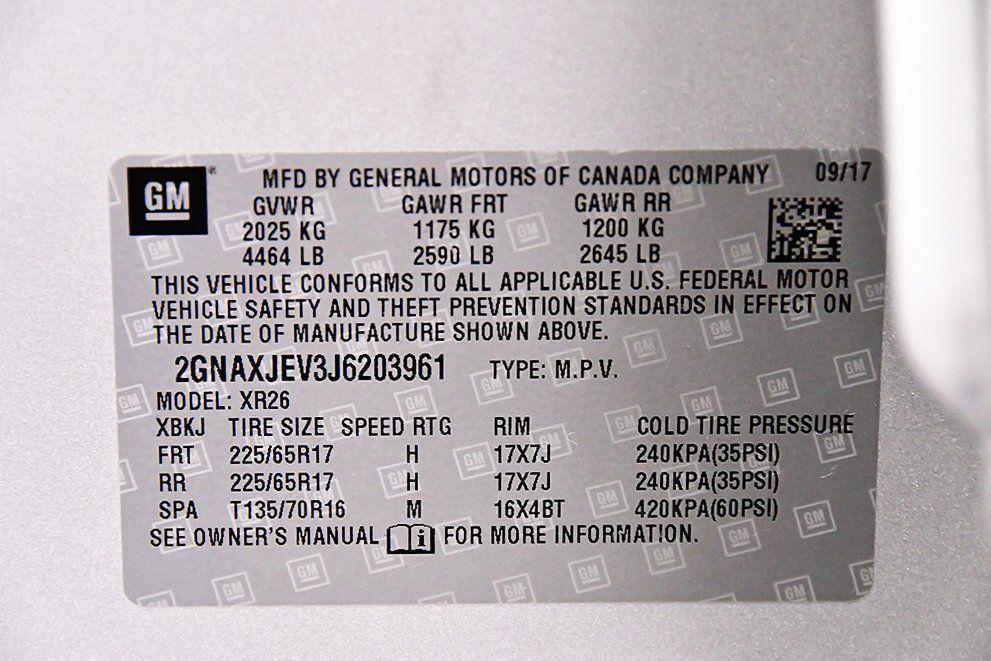 GM
MFD BY GENERAL MOTORS OF CANADA COMPANY 09/17
GVWR GAWR FRT GAWR RR
2025 KG 1175 KG 1200 KG
4464 LB 2590 LB 2645 LB
THIS VEHICLE CONFORMS TO ALL APPLICABLE U.S. FEDERAL MOTOR
VEHICLE SAFETY AND THEFT PREVENTION STANDARDS IN EFFECT ON
THE DATE OF MANUFACTURE SHOWN ABOVE.
2GNAXJEV3J6203961 TYPE: M.P.V.
MODEL: XR26
XBKJ TIRE SIZE SPEED RTG RIM COLD TIRE PRESSURE
FRT 225/65R17 H 17X7J 240KPA(35PSI)
RR 225/65R17 H 17X7J 240KPA(35PSI)
SPA T135/70R16 M 16X4BT 420KPA(60PSI)
SEE OWNER'S MANUAL i FOR MORE INFORMATION.